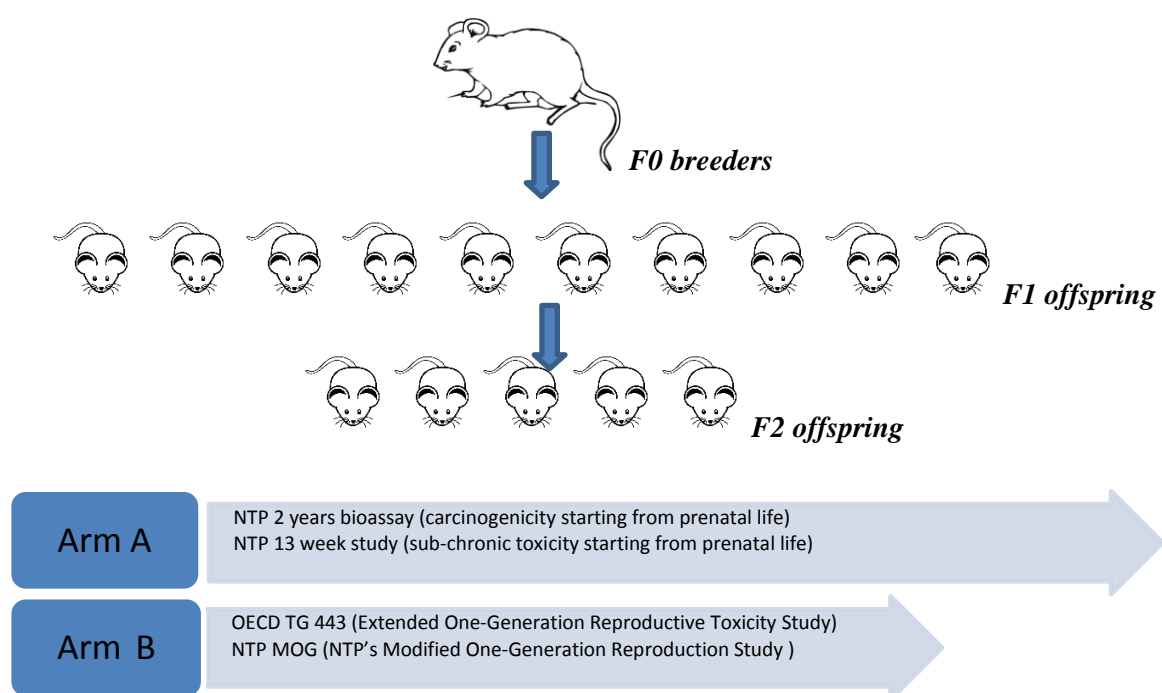 F0 breeders
F1 offspring
F2 offspring
Arm A
NTP 2 years bioassay (carcinogenicity starting from prenatal life)
NTP 13 week study (sub-chronic toxicity starting from prenatal life)
Arm B
OECD TG 443 (Extended One-Generation Reproductive Toxicity Study)
NTP MOG (NTP’s Modified One-Generation Reproduction Study )